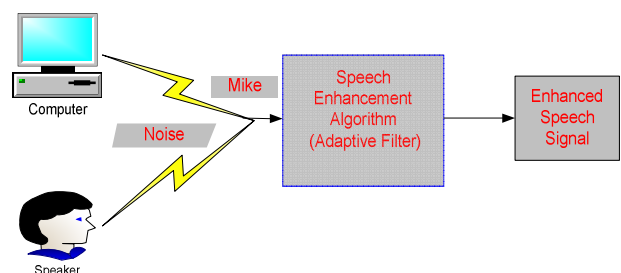 Computer
Noise
Speaker
Mike
Speech
Enhancement
Algorithm
(Adaptive Filter)
Enhanced
Speech
Signal